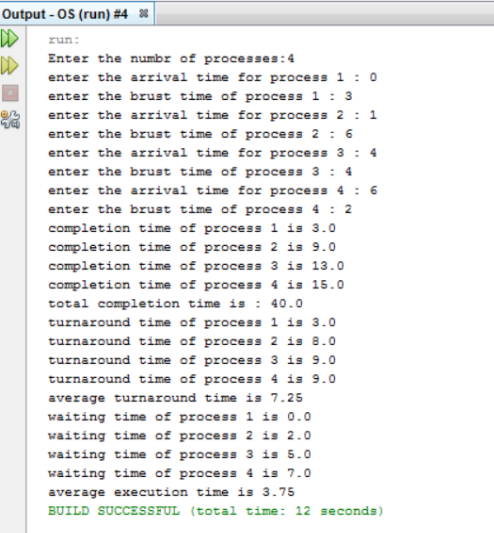 Output - OS (run) #4
run:
Enter the numbr of processes:4
enter the arrival time for process 1 : 0
enter the brust time of process 1 : 3
enter the arrival time for process 2 : 1
enter the brust time of process 2 : 6
enter the arrival time for process 3 : 4
enter the brust time of process 3 : 4
enter the arrival time for process 4 : 6
enter the brust time of process 4 : 2
completion time of process 1 is 3.0
completion time of process 2 is 9.0
completion time of process 3 is 13.0
completion time of process 4 is 15.0
total completion time is : 40.0
turnaround time of process 1 is 3.0
turnaround time of process 2 is 8.0
turnaround time of process 3 is 9.0
turnaround time of process 4 is 9.0
average turnaround time is 7.25
waiting time of process 1 is 0.0
waiting time of process 2 is 2.0
waiting time of process 3 is 5.0
waiting time of process 4 is 7.0
average execution time is 3.75
BUILD SUCCESSFUL (total time: 12 seconds)